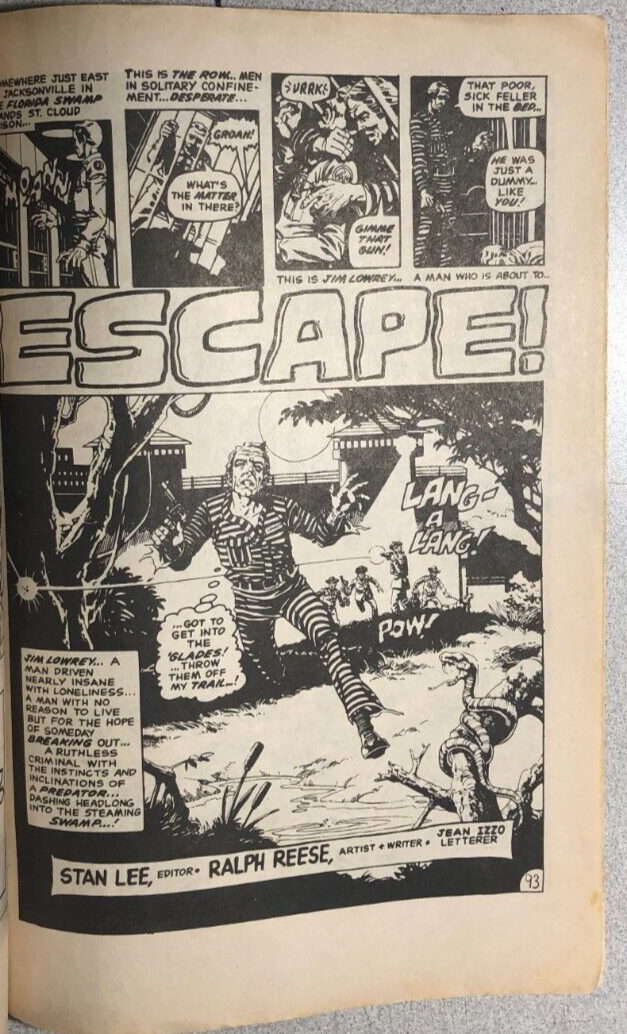 MEWHERE JUST EAST
JACKSONVILLE IN
E FLORIDA SWAMP
ANDS ST. CLOUD
ISON...
MOANN
THIS IS THE ROW... MEN
IN SOLITARY CONFINE-
MENT... DESPERATE...
GROAN!
WHAT'S
THE MATTER
IN THERE?
GIMME
THAT
GUN!
THIS IS JIM LOWREY...
THAT POOR,
SICK FELLER
IN THE BED...
HE WAS
JUST A
DUMMY...
LIKE
YOU!
A MAN WHO IS ABOUT TO...
ESCAPE!
LANG-
A
LANG!
POW!
...GOT TO
GET INTO
THE
'GLADES!
...THROW
THEM OFF
MY TRAIL...!
JIM LOWREY... A
MAN DRIVEN
NEARLY INSANE
WITH LONELINESS...
A MAN WITH NO
REASON TO LIVE
BUT FOR THE HOPE
OF SOMEDAY
BREAKING OUT...
A RUTHLESS
CRIMINAL WITH
THE INSTINCTS AND
INCLINATIONS OF
A PREDATOR...
DASHING HEADLONG
INTO THE STEAMING
SWAMP...!
STAN LEE, EDITOR • RALPH REESE, ARTIST + WRITER • JEAN IZZO
LETTERER
93